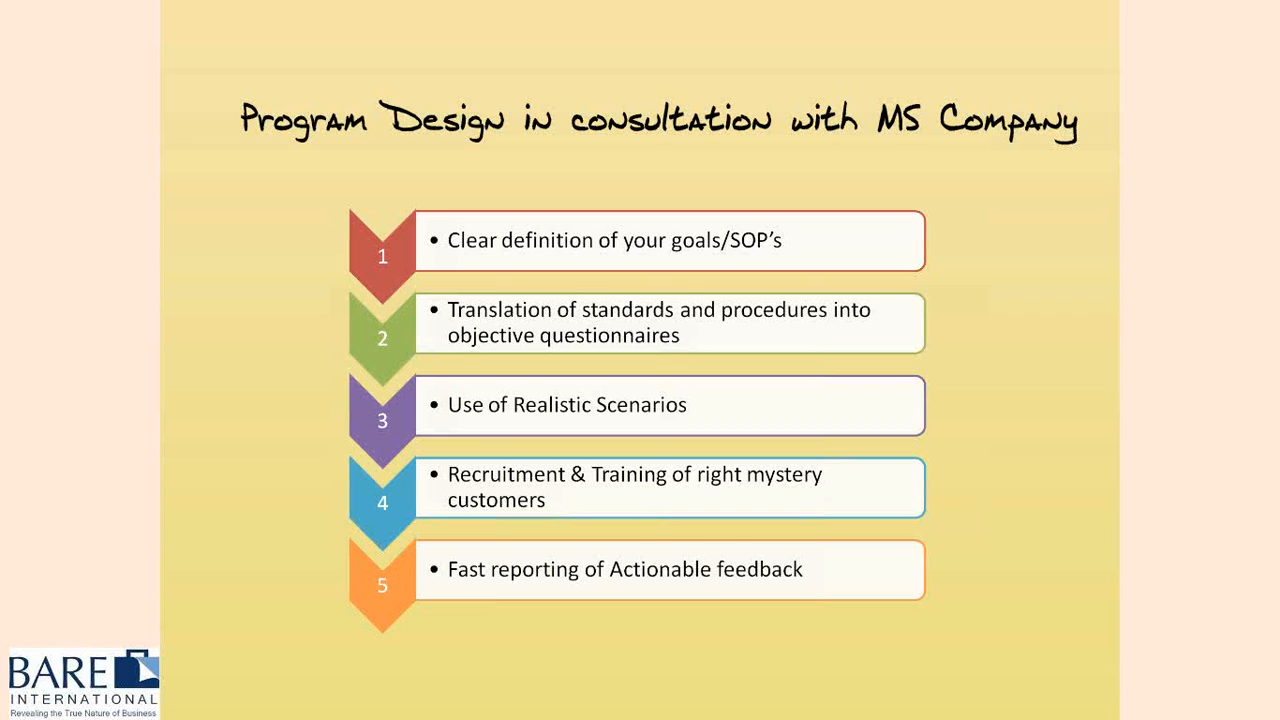 Program Design in consultation with MS Company
1
• Clear definition of your goals/SOP's
2
• Translation of standards and procedures into
objective questionnaires
3
• Use of Realistic Scenarios
4
• Recruitment & Training of right mystery
customers
5
• Fast reporting of Actionable feedback
BARE
INTERNATIONAL
Revealing the True Nature of Business